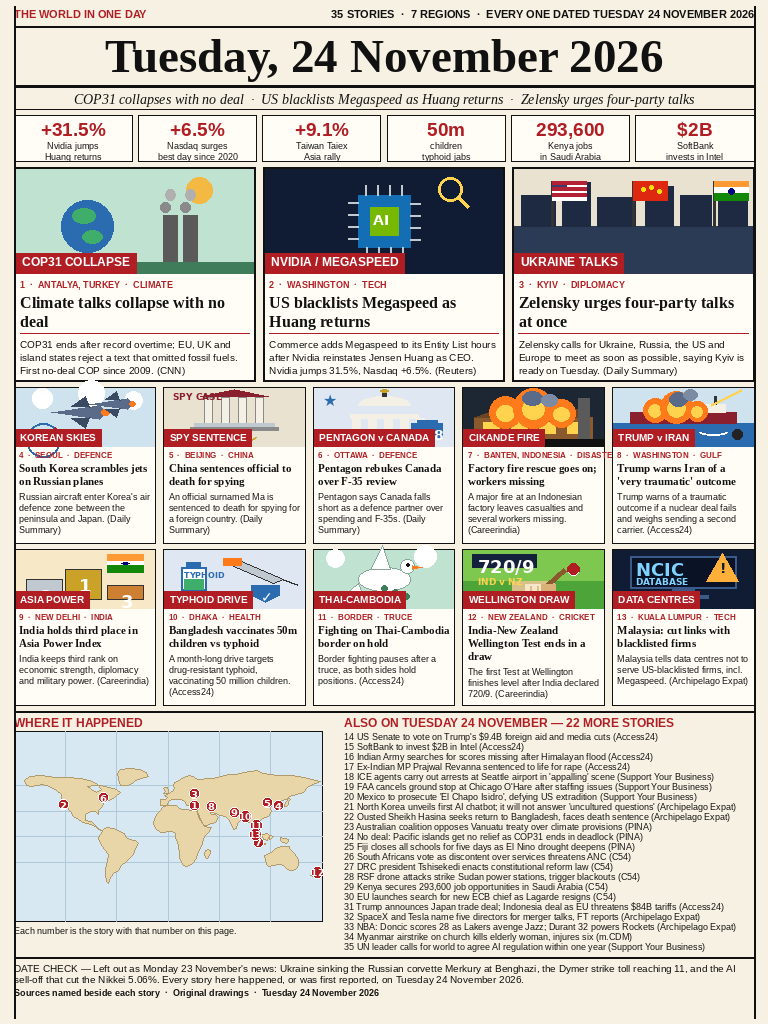 THE WORLD IN ONE DAY
35 STORIES · 7 REGIONS · EVERY ONE DATED TUESDAY 24 NOVEMBER 2026
Tuesday, 24 November 2026
COP31 collapses with no deal · US blacklists Megaspeed as Huang returns · Zelensky urges four-party talks
+31.5%
Nvidia jumps
Huang returns
+6.5%
Nasdaq surges
best day since 2020
+9.1%
Taiwan Taiex
Asia rally
50m
children
typhoid jabs
293,600
Kenya jobs
in Saudi Arabia
$2B
SoftBank
invests in Intel
COP31 COLLAPSE
1 · ANTALYA, TURKEY · CLIMATE
Climate talks collapse with no
deal
COP31 ends after record overtime; EU, UK and
island states reject a text that omitted fossil fuels.
First no-deal COP since 2009. (CNN)
AI
NVIDIA / MEGASPEED
2 · WASHINGTON · TECH
US blacklists Megaspeed as
Huang returns
Commerce adds Megaspeed to its Entity List hours
after Nvidia reinstates Jensen Huang as CEO.
Nvidia jumps 31.5%, Nasdaq +6.5%. (Reuters)
UKRAINE TALKS
3 · KYIV · DIPLOMACY
Zelensky urges four-party talks
at once
Zelensky calls for Ukraine, Russia, the US and
Europe to meet as soon as possible, saying Kyiv is
ready on Tuesday. (Daily Summary)
KOREAN SKIES
4 · SEOUL · DEFENCE
South Korea scrambles jets
on Russian planes
Russian aircraft enter Korea's air
defence zone between the
peninsula and Japan. (Daily
Summary)
SPY CASE
SPY SENTENCE
5 · BEIJING · CHINA
China sentences official to
death for spying
An official surnamed Ma is
sentenced to death for spying for
a foreign country. (Daily
Summary)
8
PENTAGON v CANADA
6 · OTTAWA · DEFENCE
Pentagon rebukes Canada
over F-35 review
Pentagon says Canada falls
short as a defence partner over
spending and F-35s. (Daily
Summary)
CIKANDE FIRE
7 · BANTEN, INDONESIA · DISASTE
Factory fire rescue goes on;
workers missing
A major fire at an Indonesian
factory leaves casualties and
several workers missing.
(Careerindia)
TRUMP v IRAN
8 · WASHINGTON · GULF
Trump warns Iran of a
'very traumatic' outcome
Trump warns of a traumatic
outcome if a nuclear deal fails
and weighs sending a second
carrier. (Access24)
1
3
ASIA POWER
9 · NEW DELHI · INDIA
India holds third place in
Asia Power Index
India keeps third rank on
economic strength, diplomacy
and military power. (Careerindia)
TYPHOID
TYPHOID DRIVE
10 · DHAKA · HEALTH
Bangladesh vaccinates 50m
children vs typhoid
A month-long drive targets
drug-resistant typhoid,
vaccinating 50 million children.
(Access24)
THAI-CAMBODIA
11 · BORDER · TRUCE
Fighting on Thai-Cambodia
border on hold
Border fighting pauses after a
truce, as both sides hold
positions. (Access24)
720/9
IND v NZ
WELLINGTON DRAW
12 · NEW ZEALAND · CRICKET
India-New Zealand
Wellington Test ends in a
draw
The first Test at Wellington
finishes level after India declared
720/9. (Careerindia)
NCIC
DATABASE
!
DATA CENTRES
13 · KUALA LUMPUR · TECH
Malaysia: cut links with
blacklisted firms
Malaysia tells data centres not to
serve US-blacklisted firms, incl.
Megaspeed. (Archipelago Expat)
WHERE IT HAPPENED
2
6
3
1
8
9
10
5
4
11
13
7
12
Each number is the story with that number on this page.
ALSO ON TUESDAY 24 NOVEMBER — 22 MORE STORIES
14 US Senate to vote on Trump's $9.4B foreign aid and media cuts (Access24)
15 SoftBank to invest $2B in Intel (Access24)
16 Indian Army searches for scores missing after Himalayan flood (Access24)
17 Ex-Indian MP Prajwal Revanna sentenced to life for rape (Access24)
18 ICE agents carry out arrests at Seattle airport in 'appalling' scene (Support Your Business)
19 FAA cancels ground stop at Chicago O'Hare after staffing issues (Support Your Business)
20 Mexico to prosecute 'El Chapo Isidro', defying US extradition (Support Your Business)
21 North Korea unveils first AI chatbot; it will not answer 'uncultured questions' (Archipelago Expat)
22 Ousted Sheikh Hasina seeks return to Bangladesh, faces death sentence (Archipelago Expat)
23 Australian coalition opposes Vanuatu treaty over climate provisions (PINA)
24 No deal: Pacific islands get no relief as COP31 ends in deadlock (PINA)
25 Fiji closes all schools for five days as El Nino drought deepens (PINA)
26 South Africans vote as discontent over services threatens ANC (C54)
27 DRC president Tshisekedi enacts constitutional reform law (C54)
28 RSF drone attacks strike Sudan power stations, trigger blackouts (C54)
29 Kenya secures 293,600 job opportunities in Saudi Arabia (C54)
30 EU launches search for new ECB chief as Lagarde resigns (C54)
31 Trump announces Japan trade deal; Indonesia deal as EU threatens $84B tariffs (Access24)
32 SpaceX and Tesla name five directors for merger talks, FT reports (Archipelago Expat)
33 NBA: Doncic scores 28 as Lakers avenge Jazz; Durant 32 powers Rockets (Archipelago Expat)
34 Myanmar airstrike on church kills elderly woman, injures six (m.CDM)
35 UN leader calls for world to agree AI regulation within one year (Support Your Business)
DATE CHECK — Left out as Monday 23 November's news: Ukraine sinking the Russian corvette Merkury at Benghazi, the Dymer strike toll reaching 11, and the AI
sell-off that cut the Nikkei 5.06%. Every story here happened, or was first reported, on Tuesday 24 November 2026.
Sources named beside each story · Original drawings · Tuesday 24 November 2026